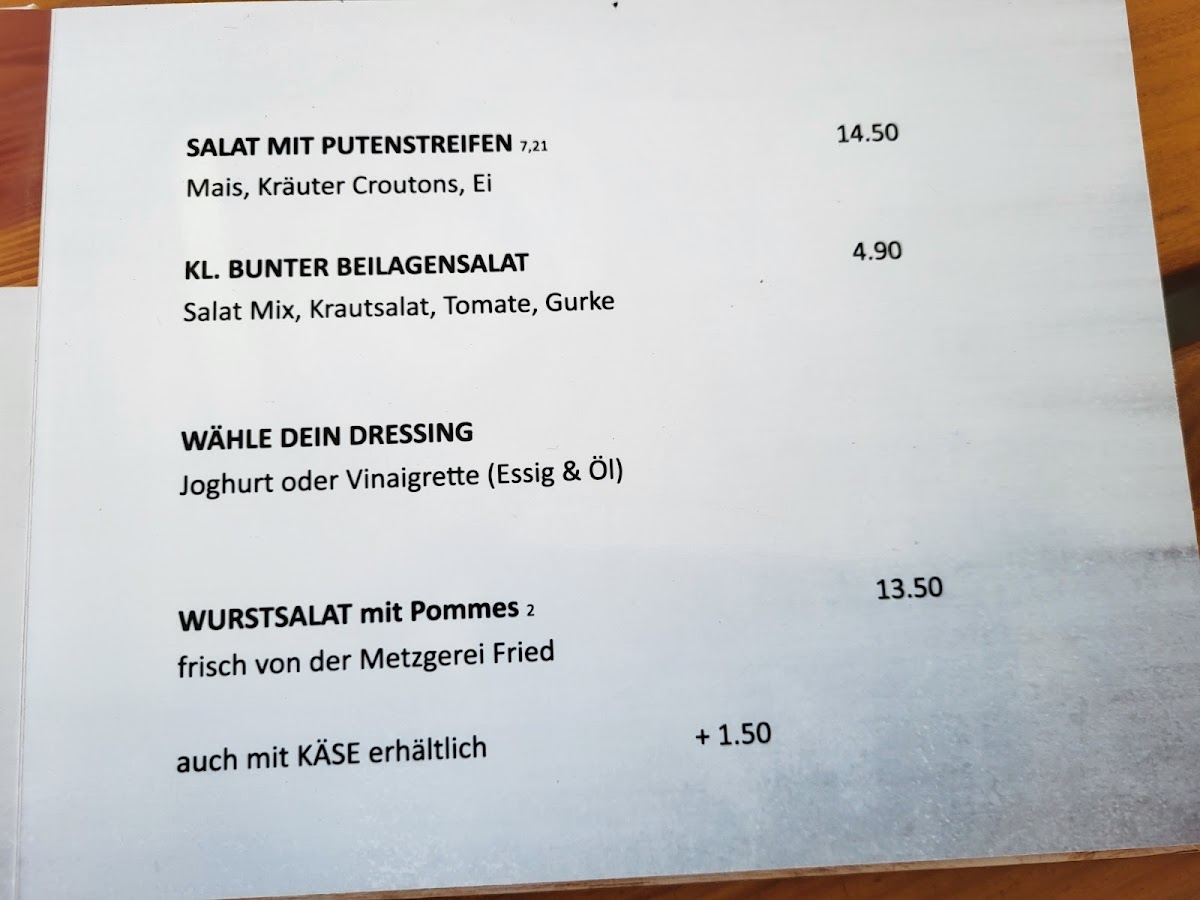 SALAT MIT PUTENSTREIFEN 7,21 14.50
Mais, Kräuter Croutons, Ei
KL. BUNTER BEILAGENSALAT 4.90
Salat Mix, Krautsalat, Tomate, Gurke
WÄHLE DEIN DRESSING
Joghurt oder Vinaigrette (Essig & Öl)
WURSTSALAT mit Pommes 2 13.50
frisch von der Metzgerei Fried
auch mit KÄSE erhältlich + 1.50